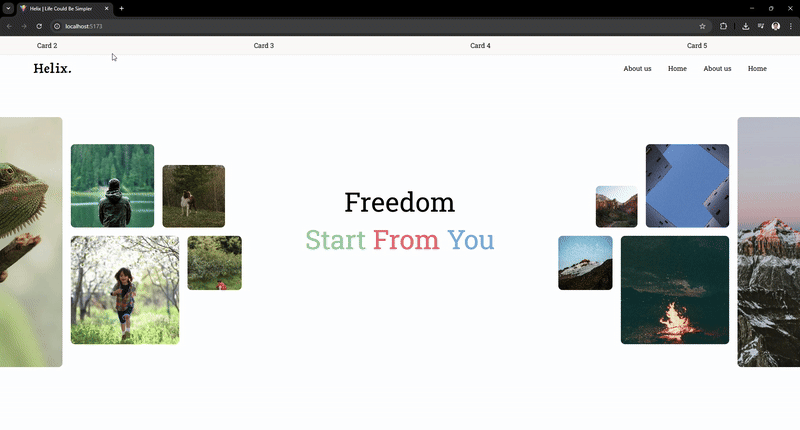 Helix | Life Could Be Simpler
localhost:5173
Card 2 Card 3 Card 4 Card 5
Helix. About us Home About us Home
Freedom
Start From You